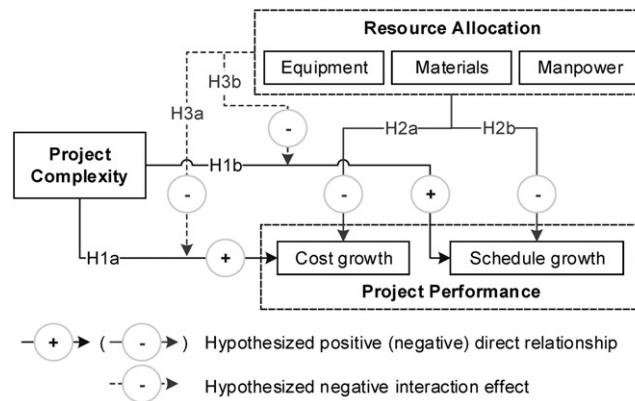 Resource Allocation
Equipment
Materials
Manpower
H3a
H3b
-
H2a
H2b
Project
Complexity
H1b
-
-
+
-
H1a
+
Cost growth
Schedule growth
Project Performance
+ ( - ) Hypothesized positive (negative) direct relationship
- Hypothesized negative interaction effect